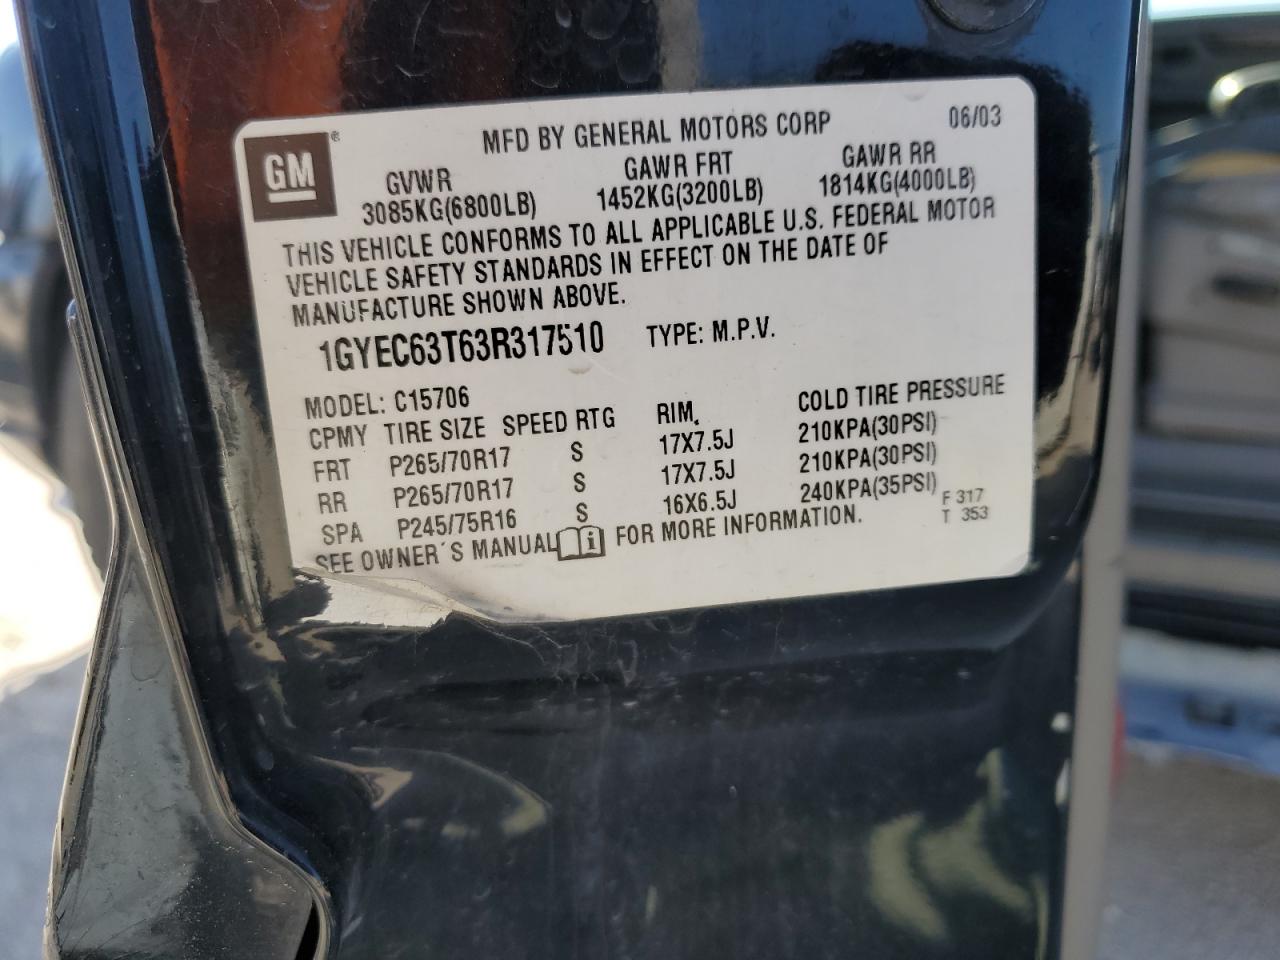 MFD BY GENERAL MOTORS CORP 06/03
GM®
GVWR GAWR FRT GAWR RR
3085KG(6800LB) 1452KG(3200LB) 1814KG(4000LB)
THIS VEHICLE CONFORMS TO ALL APPLICABLE U.S. FEDERAL MOTOR
VEHICLE SAFETY STANDARDS IN EFFECT ON THE DATE OF
MANUFACTURE SHOWN ABOVE.
1GYEC63T63R317510 TYPE: M.P.V.
MODEL: C15706
CPMY TIRE SIZE SPEED RTG RIM COLD TIRE PRESSURE
FRT P265/70R17 S 17X7.5J 210KPA(30PSI)
RR P265/70R17 S 17X7.5J 210KPA(30PSI)
SPA P245/75R16 S 16X6.5J 240KPA(35PSI)
SEE OWNER'S MANUAL i FOR MORE INFORMATION.
F 317
T 353